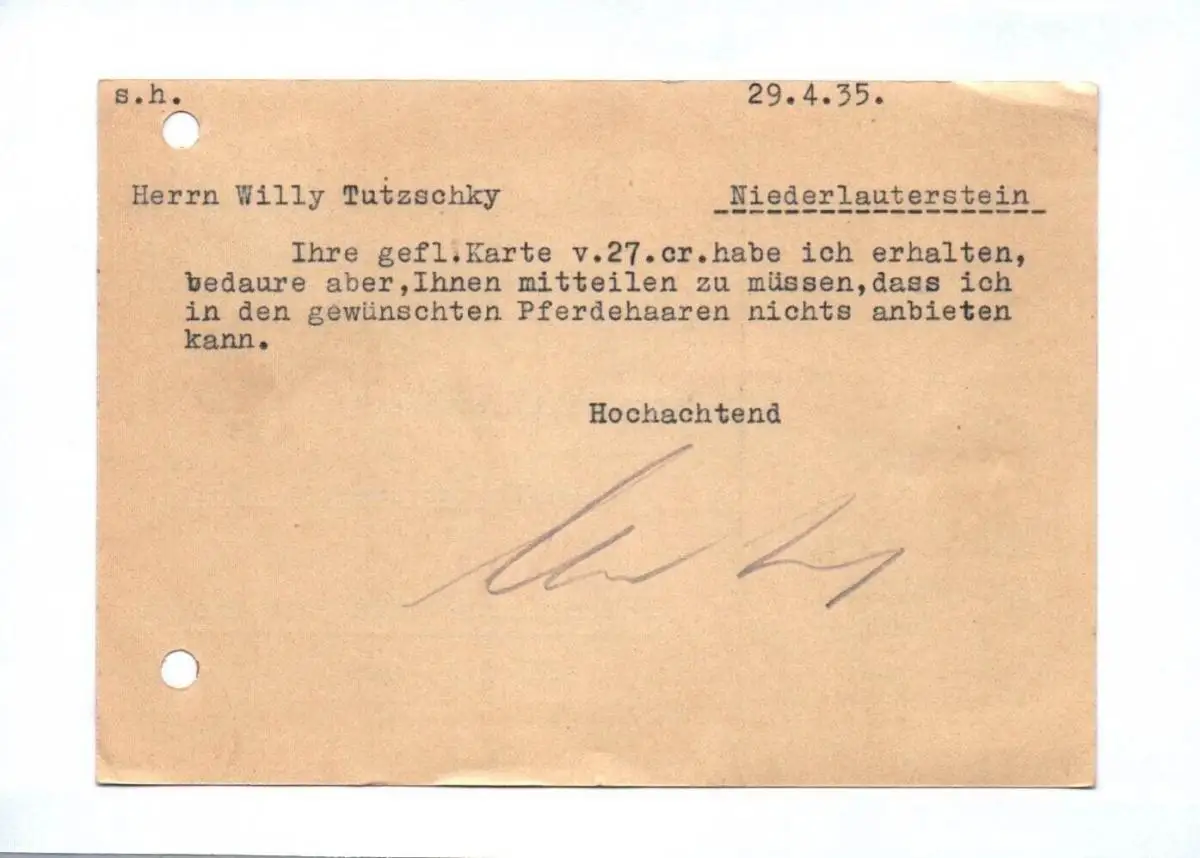 s.h. 29.4.35.
Herrn Willy Tutzschky Niederlauterstein
Ihre gefl.Karte v.27.cr.habe ich erhalten,
bedaure aber,Ihnen mitteilen zu müssen,dass ich
in den gewünschten Pferdehaaren nichts anbieten
kann.
Hochachtend